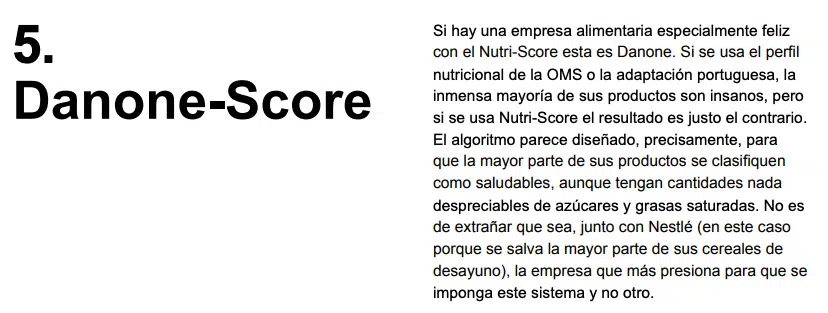 5.
Danone-Score
Si hay una empresa alimentaria especialmente feliz
con el Nutri-Score esta es Danone. Si se usa el perfil
nutricional de la OMS o la adaptación portuguesa, la
inmensa mayoría de sus productos son insanos, pero
si se usa Nutri-Score el resultado es justo el contrario.
El algoritmo parece diseñado, precisamente, para
que la mayor parte de sus productos se clasifiquen
como saludables, aunque tengan cantidades nada
despreciables de azúcares y grasas saturadas. No es
de extrañar que sea, junto con Nestlé (en este caso
porque se salva la mayor parte de sus cereales de
desayuno), la empresa que más presiona para que se
imponga este sistema y no otro.